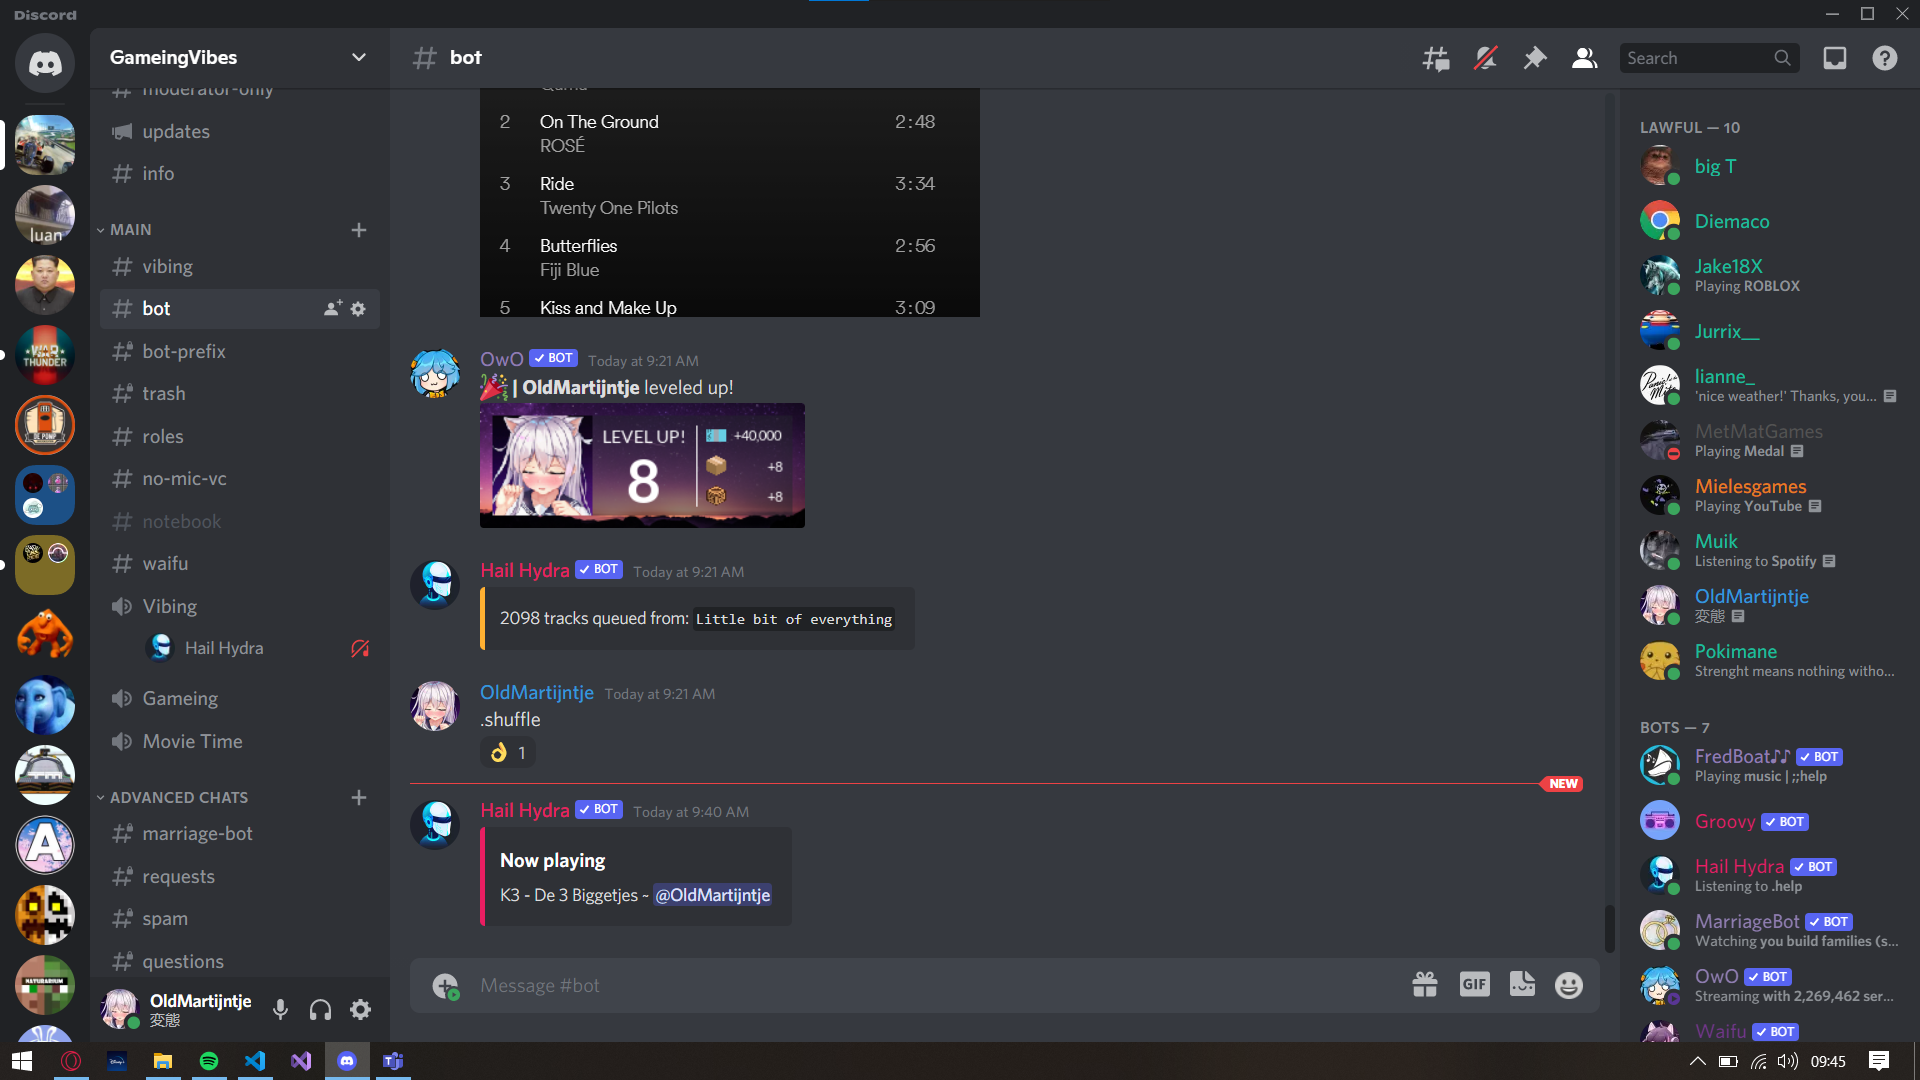 Discord
GameingVibes
moderator-only
updates
info
MAIN
vibing
bot
bot-prefix
trash
roles
no-mic-vc
notebook
waifu
Vibing
Hail Hydra
Gameing
Movie Time
ADVANCED CHATS
marriage-bot
requests
spam
questions
OldMartijntje
変態
luan
WAR THUNDER
DE POMP
A
NATURARIUM
bot
Search
2 On The Ground 2:48
ROSÉ
3 Ride 3:34
Twenty One Pilots
4 Butterflies 2:56
Fiji Blue
5 Kiss and Make Up 3:09
OwO BOT Today at 9:21 AM
| OldMartijntje leveled up!
LEVEL UP! +40,000
8 +8
+8
Hail Hydra BOT Today at 9:21 AM
2098 tracks queued from: Little bit of everything
OldMartijntje Today at 9:21 AM
.shuffle
1
NEW
Hail Hydra BOT Today at 9:40 AM
Now playing
K3 - De 3 Biggetjes ~ @OldMartijntje
Message #bot
GIF
LAWFUL — 10
big T
Diemaco
Jake18X
Playing ROBLOX
Jurrix__
lianne_
'nice weather!' Thanks, you...
MetMatGames
Playing Medal
Mielesgames
Playing YouTube
Muik
Listening to Spotify
OldMartijntje
変態
Pokimane
Strenght means nothing witho...
BOTS — 7
FredBoat♪♪ BOT
Playing music | ;;help
Groovy BOT
Hail Hydra BOT
Listening to .help
MarriageBot BOT
Watching you build families (s...
OwO BOT
Streaming with 2,269,462 ser...
Waifu BOT
09:45